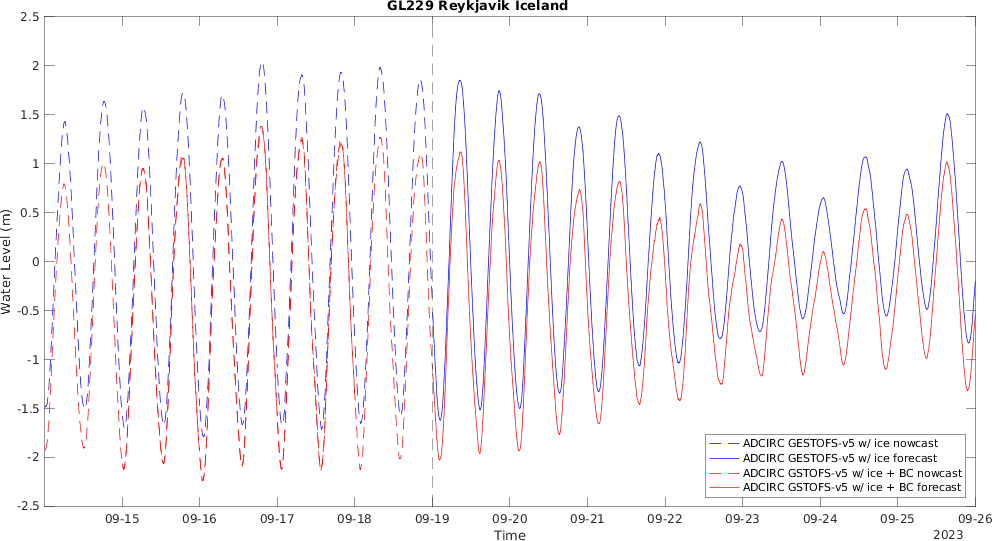 GL229 Reykjavik Iceland
2.5
2
1.5
1
0.5
0
-0.5
-1
-1.5
-2
-2.5
Water Level (m)
ADCIRC GESTOFS-v5 w/ ice nowcast
ADCIRC GESTOFS-v5 w/ ice forecast
ADCIRC GSTOFS-v5 w/ ice + BC nowcast
ADCIRC GSTOFS-v5 w/ ice + BC forecast
09-15 09-16 09-17 09-18 09-19 09-20 09-21 09-22 09-23 09-24 09-25 09-26
Time
2023